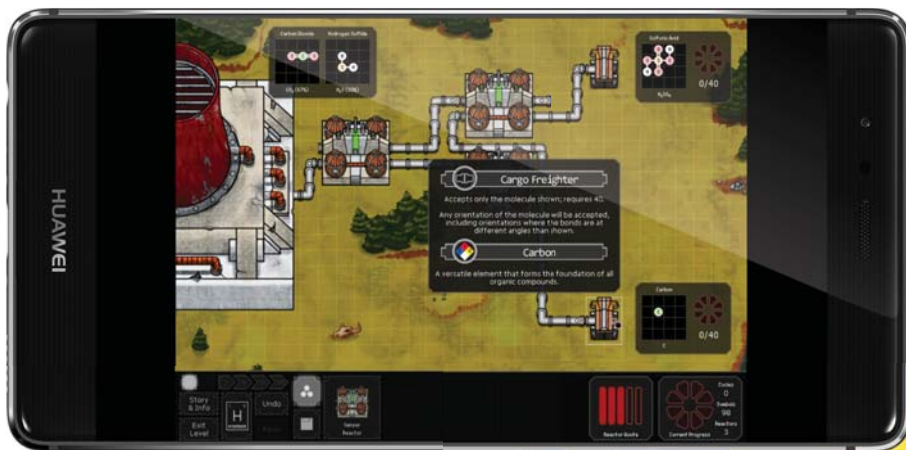 HUAWEI
Carbon Dioxide
Hydrogen Sulfide
Sulfuric Acid
0/40
Cargo Freighter
Accepts only the molecule shown; requires 40.
Any orientation of the molecule will be accepted,
including orientations where the bonds are at
different angles than shown.
Carbon
A versatile element that forms the foundation of all
organic compounds.
Carbon
C
0/40
Story
& Info
Exit
Level
H
Undo
Sensor
Reactor
Reactor Limits
Current Progress
Cycles
0
Symbols
90
Reactors
3